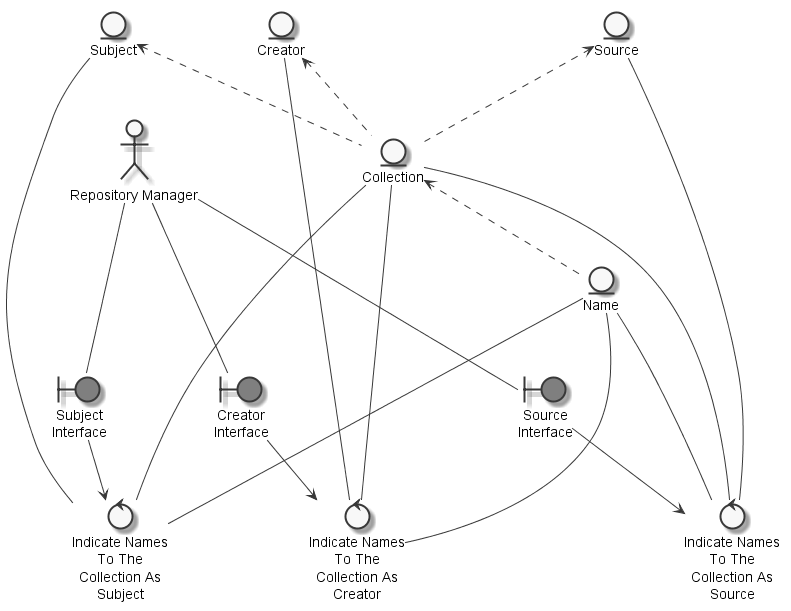 Subject
Creator
Source
Repository Manager
Collection
Name
Subject
Interface
Creator
Interface
Source
Interface
Indicate Names
To The
Collection As
Subject
Indicate Names
To The
Collection As
Creator
Indicate Names
To The
Collection As
Source